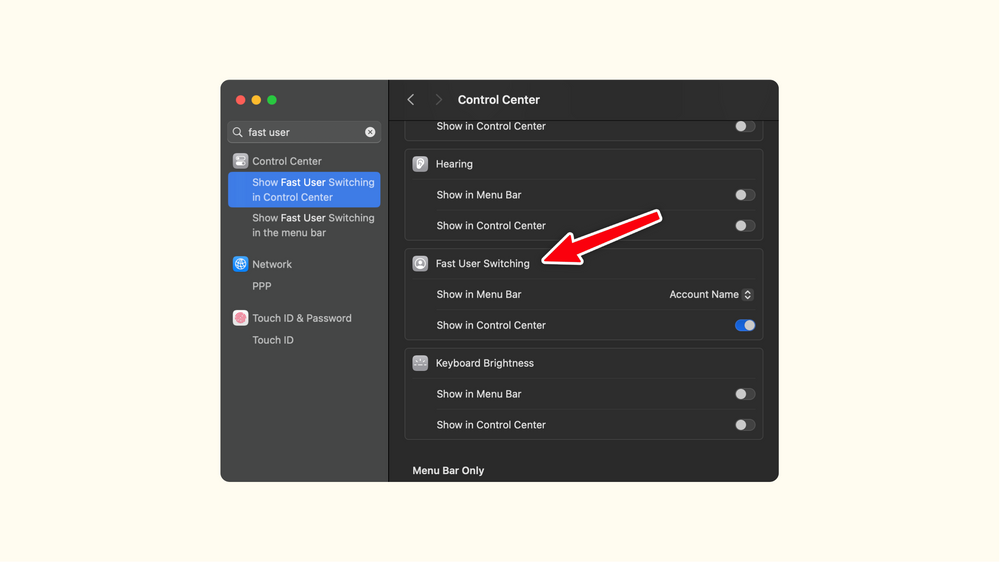 fast user
Control Center
Show Fast User Switching
in Control Center
Show Fast User Switching
in the menu bar
Network
PPP
Touch ID & Password
Touch ID
Control Center
Show in Control Center
Hearing
Show in Menu Bar
Show in Control Center
Fast User Switching
Show in Menu Bar Account Name
Show in Control Center
Keyboard Brightness
Show in Menu Bar
Show in Control Center
Menu Bar Only